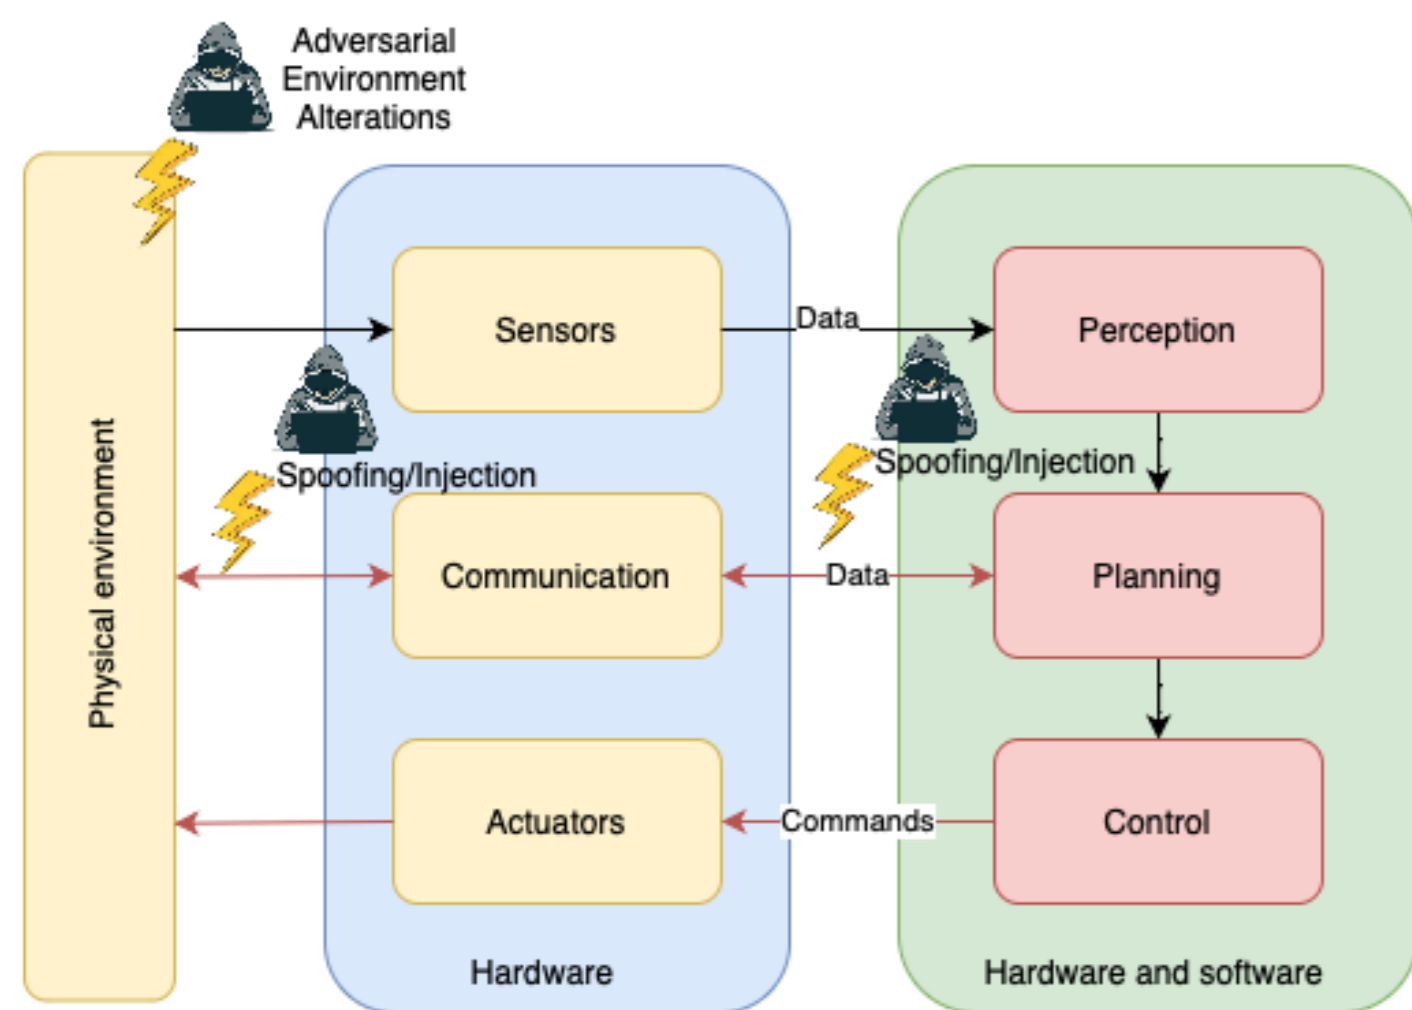 Adversarial
Environment
Alterations
Physical environment
Sensors
Data
Perception
Spoofing/Injection
Spoofing/Injection
Communication
Data
Planning
Actuators
Commands
Control
Hardware
Hardware and software